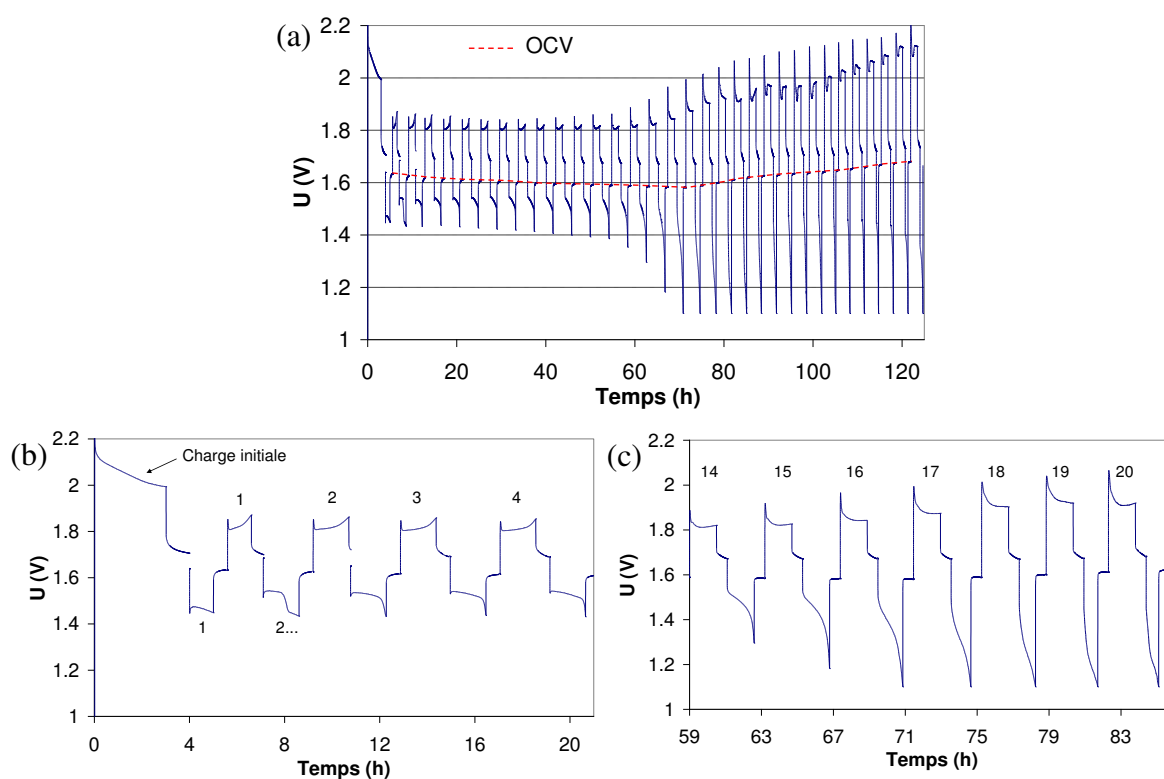 (a)
OCV
2.2
2
1.8
1.6
1.4
1.2
1
U (V)
0 20 40 60 80 100 120
Temps (h)
(b)
2.2
2
1.8
1.6
1.4
1.2
1
U (V)
Charge initiale
1 2 3 4
1 2...
0 4 8 12 16 20
Temps (h)
(c)
2.2
2
1.8
1.6
1.4
1.2
1
U (V)
14 15 16 17 18 19 20
59 63 67 71 75 79 83
Temps (h)